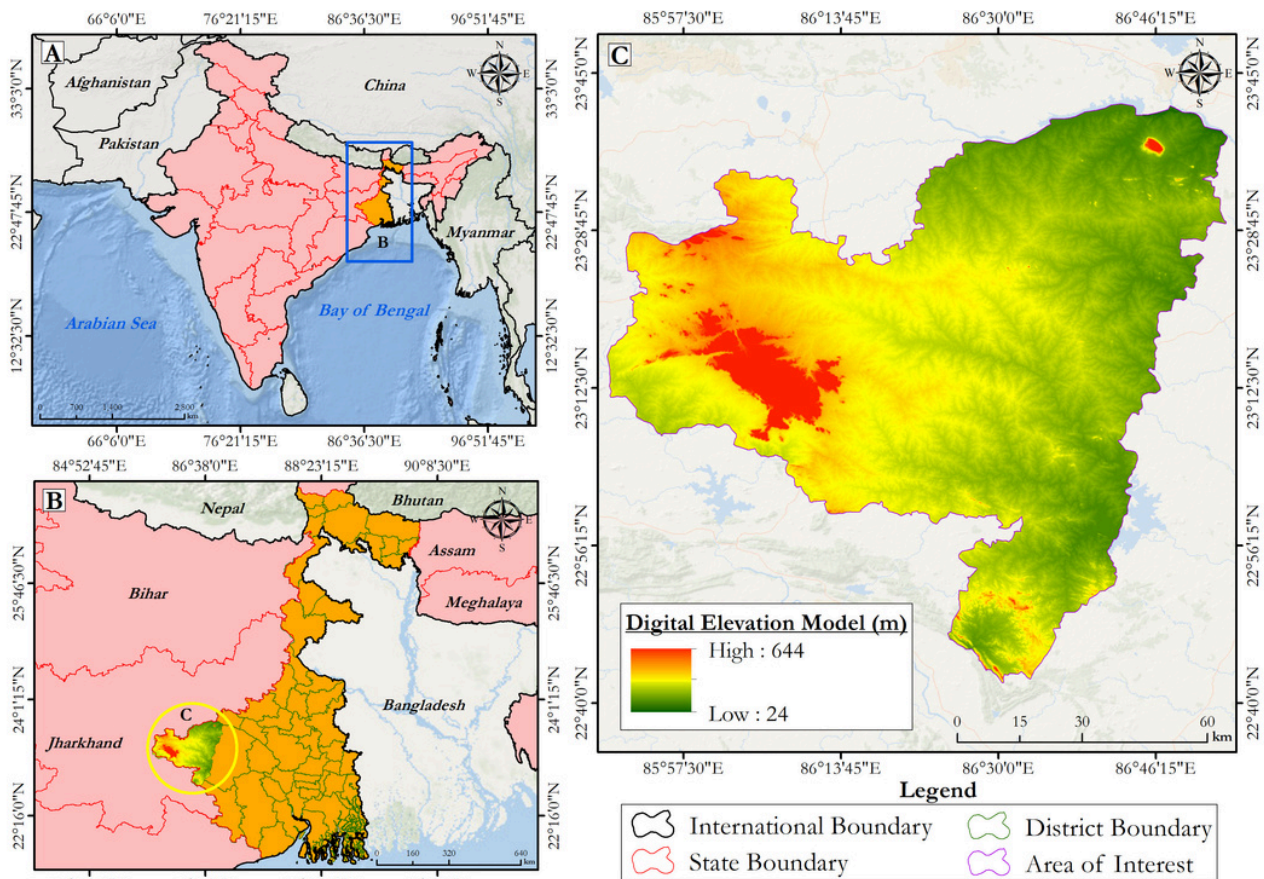 66°6'0"E 76°21'15"E 86°36'30"E 96°51'45"E
A
N
W E
S
Afghanistan
China
Pakistan
Myanmar
B
Arabian Sea
Bay of Bengal
33°3'0"N
22°47'45"N
12°32'30"N
33°3'0"N
22°47'45"N
12°32'30"N
0 700 1,400 2,800
km
66°6'0"E 76°21'15"E 86°36'30"E 96°51'45"E
84°52'45"E 86°38'0"E 88°23'15"E 90°8'30"E
B
N
W E
S
Nepal
Bhutan
Assam
Bihar
Meghalaya
Bangladesh
C
Jharkhand
25°46'30"N
24°1'15"N
22°16'0"N
25°46'30"N
24°1'15"N
22°16'0"N
0 160 320 640
km
85°57'30"E 86°13'45"E 86°30'0"E 86°46'15"E
C
N
W E
S
23°45'0"N
23°28'45"N
23°12'30"N
22°56'15"N
22°40'0"N
23°45'0"N
23°28'45"N
23°12'30"N
22°56'15"N
22°40'0"N
Digital Elevation Model (m)
High : 644
Low : 24
0 15 30 60
km
85°57'30"E 86°13'45"E 86°30'0"E 86°46'15"E
Legend
International Boundary
District Boundary
State Boundary
Area of Interest